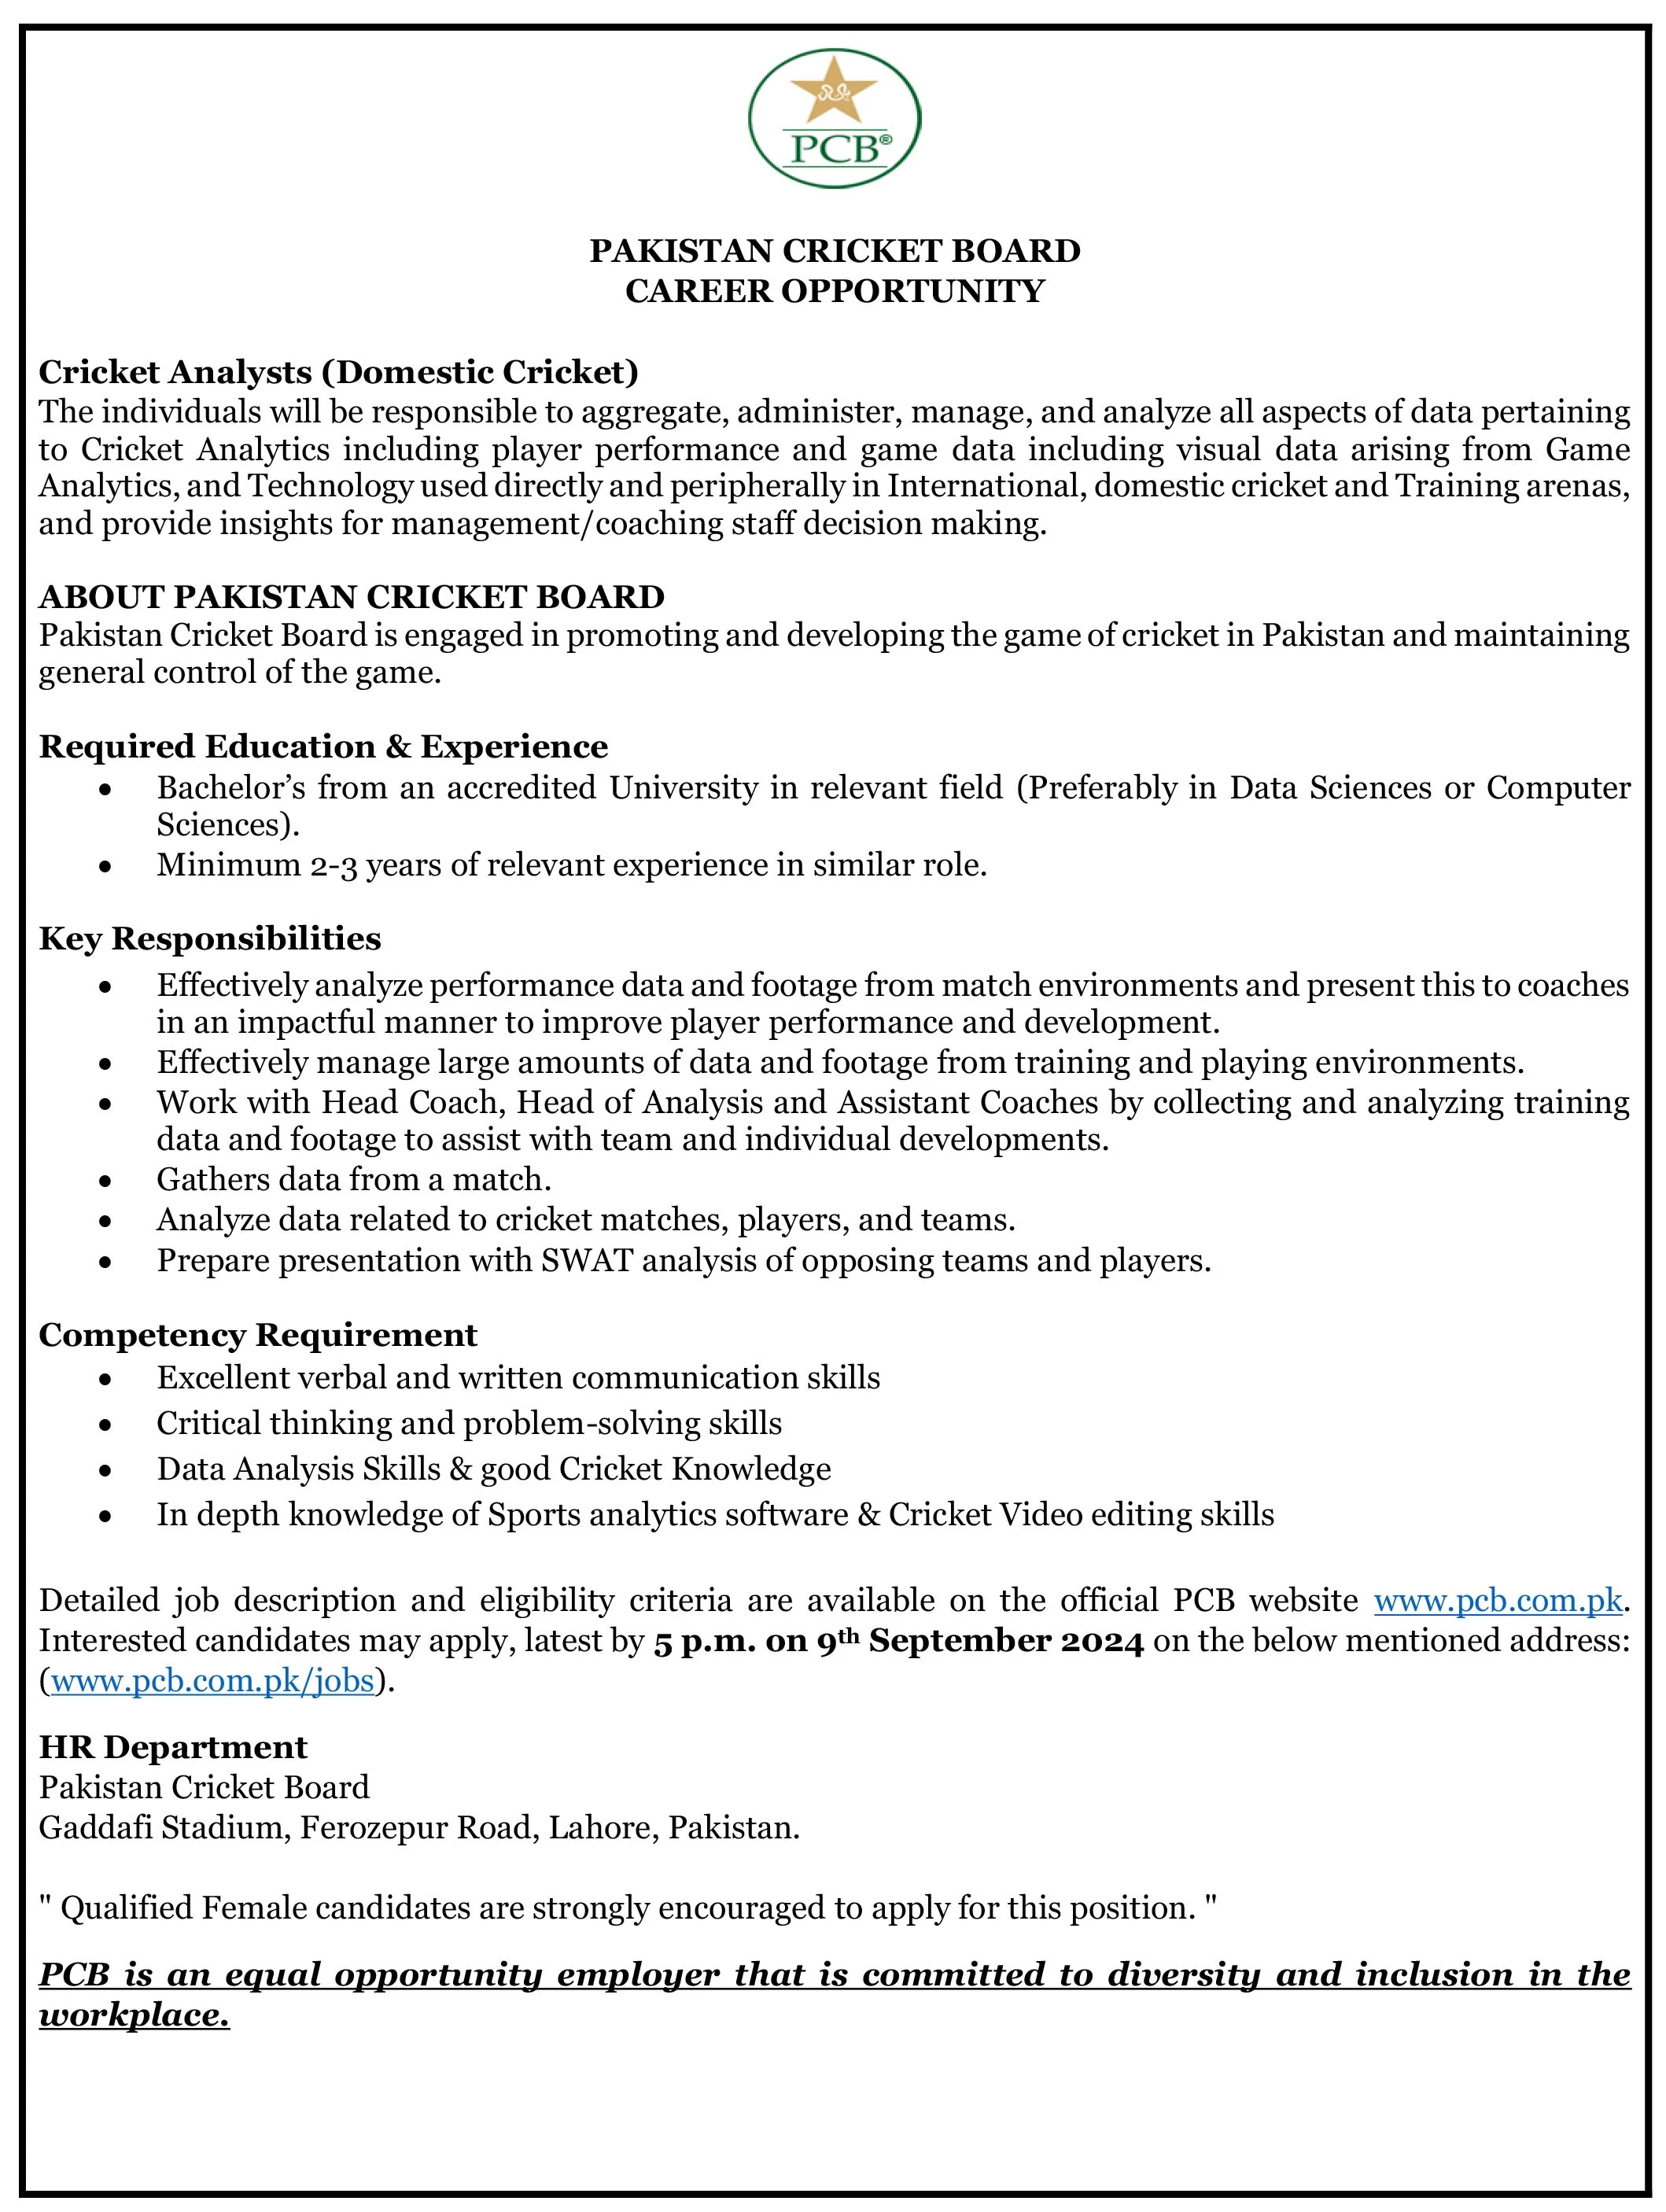 PCB®
PAKISTAN CRICKET BOARD
CAREER OPPORTUNITY
Cricket Analysts (Domestic Cricket)
The individuals will be responsible to aggregate, administer, manage, and analyze all aspects of data pertaining
to Cricket Analytics including player performance and game data including visual data arising from Game
Analytics, and Technology used directly and peripherally in International, domestic cricket and Training arenas,
and provide insights for management/coaching staff decision making.
ABOUT PAKISTAN CRICKET BOARD
Pakistan Cricket Board is engaged in promoting and developing the game of cricket in Pakistan and maintaining
general control of the game.
Required Education & Experience
• Bachelor’s from an accredited University in relevant field (Preferably in Data Sciences or Computer
Sciences).
• Minimum 2-3 years of relevant experience in similar role.
Key Responsibilities
• Effectively analyze performance data and footage from match environments and present this to coaches
in an impactful manner to improve player performance and development.
• Effectively manage large amounts of data and footage from training and playing environments.
• Work with Head Coach, Head of Analysis and Assistant Coaches by collecting and analyzing training
data and footage to assist with team and individual developments.
• Gathers data from a match.
• Analyze data related to cricket matches, players, and teams.
• Prepare presentation with SWAT analysis of opposing teams and players.
Competency Requirement
• Excellent verbal and written communication skills
• Critical thinking and problem-solving skills
• Data Analysis Skills & good Cricket Knowledge
• In depth knowledge of Sports analytics software & Cricket Video editing skills
Detailed job description and eligibility criteria are available on the official PCB website www.pcb.com.pk.
Interested candidates may apply, latest by 5 p.m. on 9th September 2024 on the below mentioned address:
(www.pcb.com.pk/jobs).
HR Department
Pakistan Cricket Board
Gaddafi Stadium, Ferozepur Road, Lahore, Pakistan.
" Qualified Female candidates are strongly encouraged to apply for this position. "
PCB is an equal opportunity employer that is committed to diversity and inclusion in the
workplace.